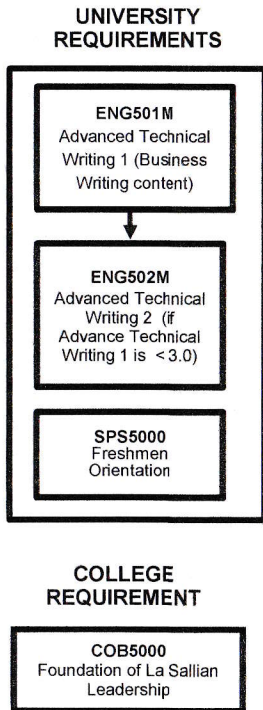 UNIVERSITY
REQUIREMENTS
ENG501M
Advanced Technical
Writing 1 (Business
Writing content)
ENG502M
Advanced Technical
Writing 2 (if
Advance Technical
Writing 1 is < 3.0)
SPS5000
Freshmen
Orientation
COLLEGE
REQUIREMENT
COB5000
Foundation of La Sallian
Leadership